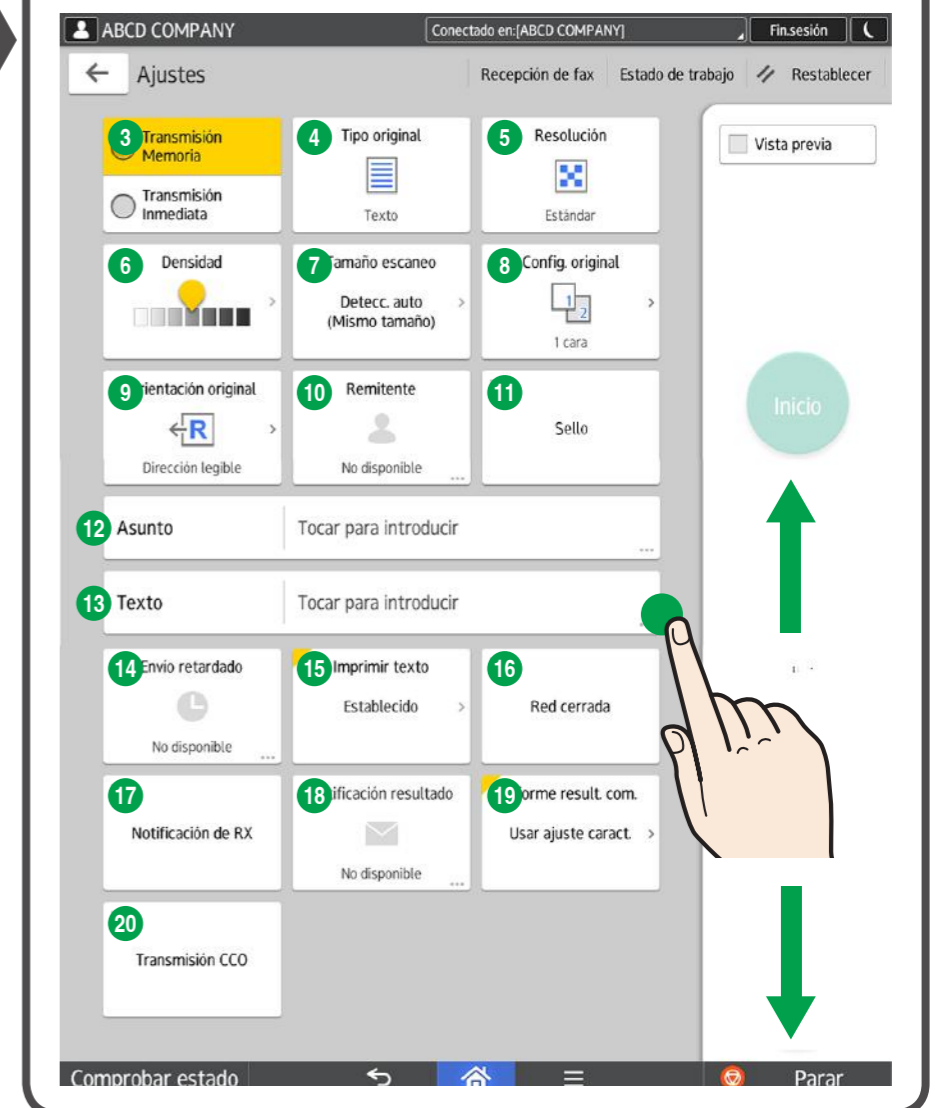 ABCD COMPANY
Conectado en:[ABCD COMPANY]
Fin.sesión
Ajustes
Recepción de fax
Estado de trabajo
Restablecer
3
Transmisión
Memoria
Transmisión
Inmediata
4
Tipo original
Texto
5
Resolución
Estándar
Vista previa
6
Densidad
7
amaño escaneo
Detecc. auto
(Mismo tamaño)
8
Config. original
1
2
1 cara
9
rientación original
R
Dirección legible
10
Remitente
No disponible
...
11
Sello
Inicio
12
Asunto
Tocar para introducir
...
13
Texto
Tocar para introducir
14
Envío retardado
No disponible
...
15
Imprimir texto
Establecido
16
Red cerrada
17
Notificación de RX
18
ificación resultado
No disponible
...
19
orme result. com.
Usar ajuste caract.
20
Transmisión CCO
Comprobar estado
Parar